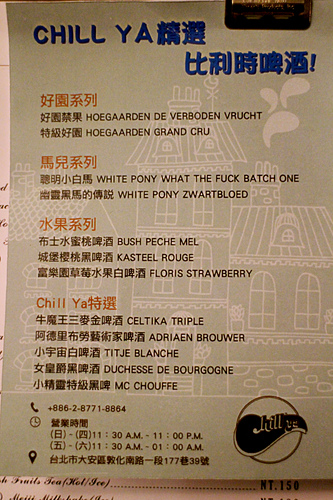 CHILL YA精選
比利時啤酒!
好園系列
好園禁果 HOEGAARDEN DE VERBODEN VRUCHT
特級好園 HOEGAARDEN GRAND CRU
馬兒系列
聰明小白馬 WHITE PONY WHAT THE FUCK BATCH ONE
幽靈黑馬的傳說 WHITE PONY ZWARTBLOED
水果系列
布士水蜜桃啤酒 BUSH PECHE MEL
城堡櫻桃黑啤酒 KASTEEL ROUGE
富樂園草莓水果白啤酒 FLORIS STRAWBERRY
Chill Ya特選
牛魔王三麥金啤酒 CELTIKA TRIPLE
阿德里布勞藝術家啤酒 ADRIAEN BROUWER
小宇宙白啤酒 TITJE BLANCHE
女皇爵黑啤酒 DUCHESSE DE BOURGOGNE
小精靈特級黑啤 MC CHOUFFE
+886-2-8771-8864
營業時間
(日) - (四)11：30 A.M. - 11：00 P.M.
(五) - (六)11：30 A.M. - 01：00 A.M.
台北市大安區敦化南路一段177巷39號
Chill ya
Fruits Tea(Hot/Ice) NT.150